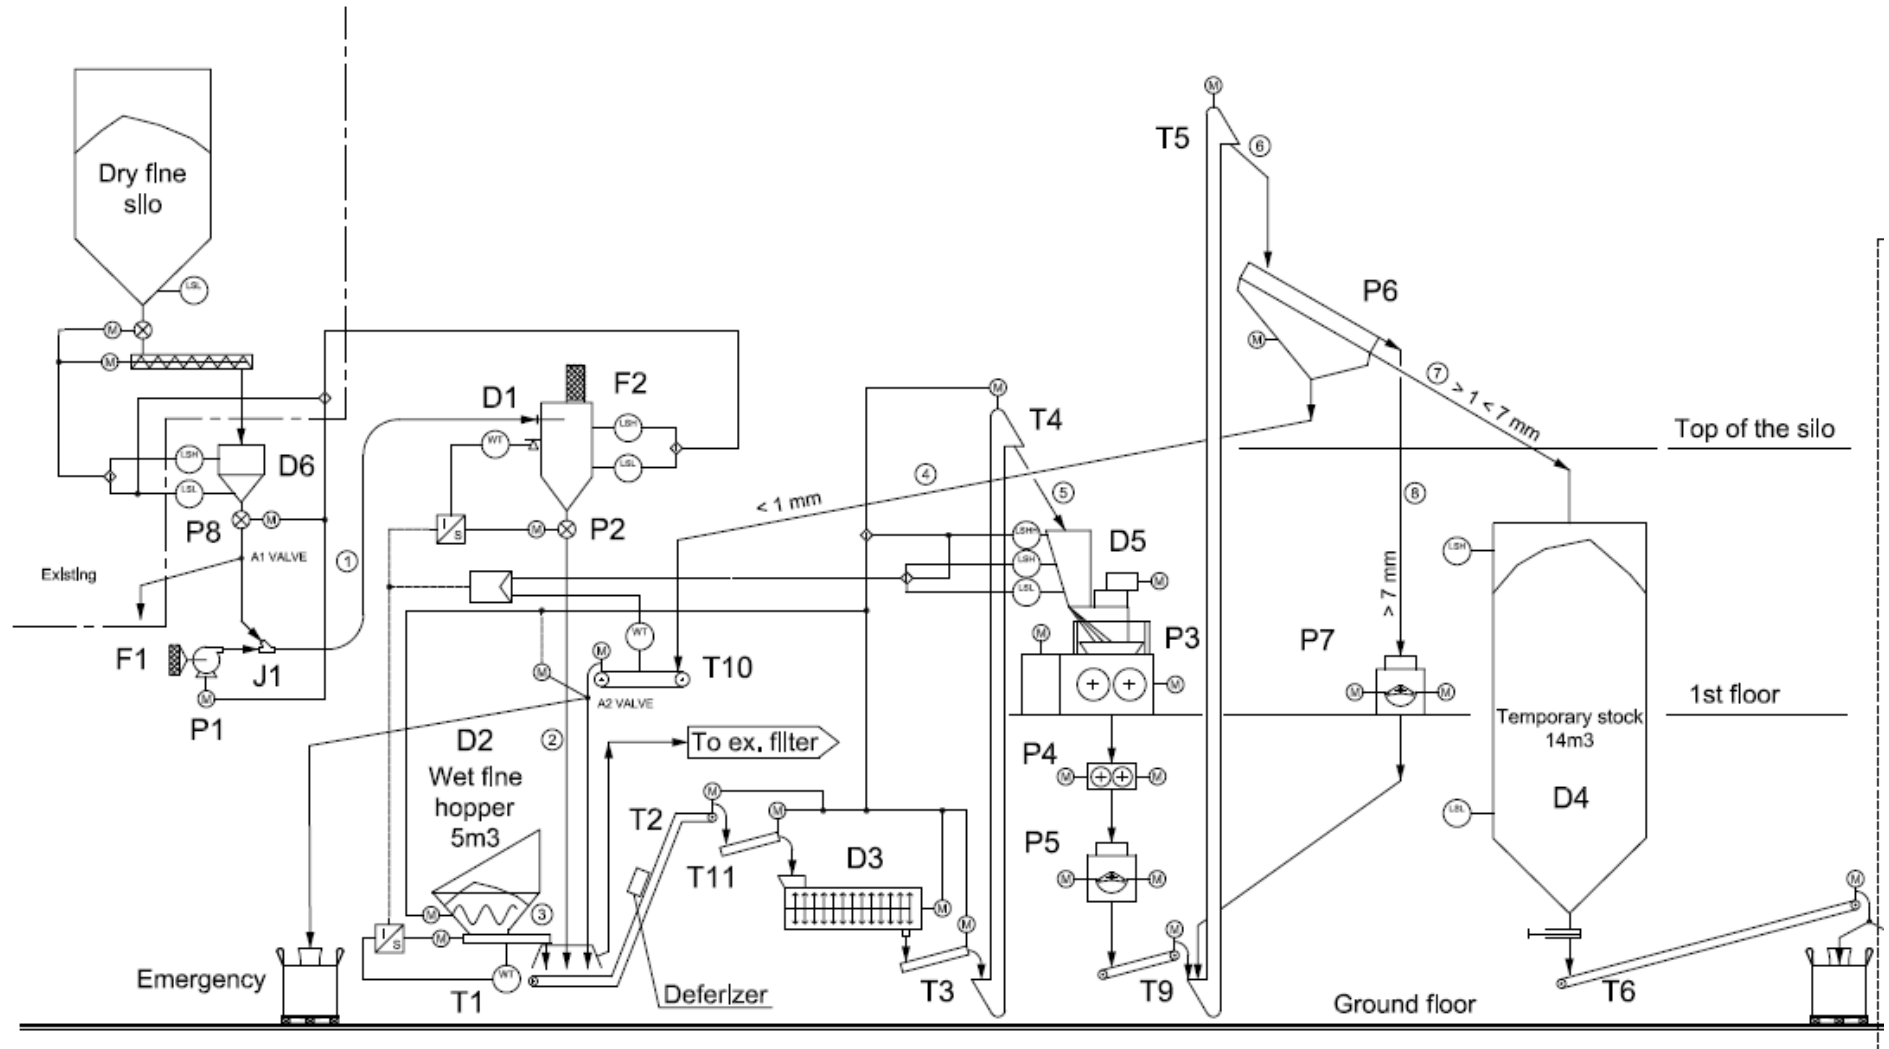 Dry fine
silo
LSL
M
M
LSH
D6
LSL
P8
M
A1 VALVE
Existing
1
F1
J1
M
P1
D1
F2
WT
LSH
LSL
I
S
M
P2
WT
M
M
T10
A2 VALVE
To ex. filter
D2
Wet fine
hopper
5m3
2
M
3
I
S
M
WT
T1
Emergency
T2
M
T11
M
D3
M
M
T3
Deferizer
M
T4
4
< 1 mm
5
LSHH
LSH
LSL
D5
M
M
P3
M
P4
M
M
P5
M
M
M
T9
M
T5
6
P6
M
7
> 1 < 7 mm
8
> 7 mm
P7
M
M
Top of the silo
LSH
1st floor
Temporary stock
14m3
D4
LSL
M
T6
Ground floor